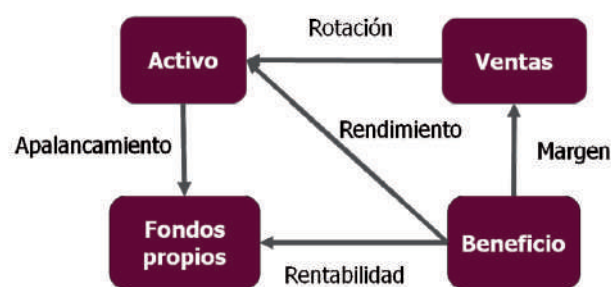 Rotación
Activo
Ventas
Apalancamiento
Rendimiento
Margen
Fondos
propios
Beneficio
Rentabilidad